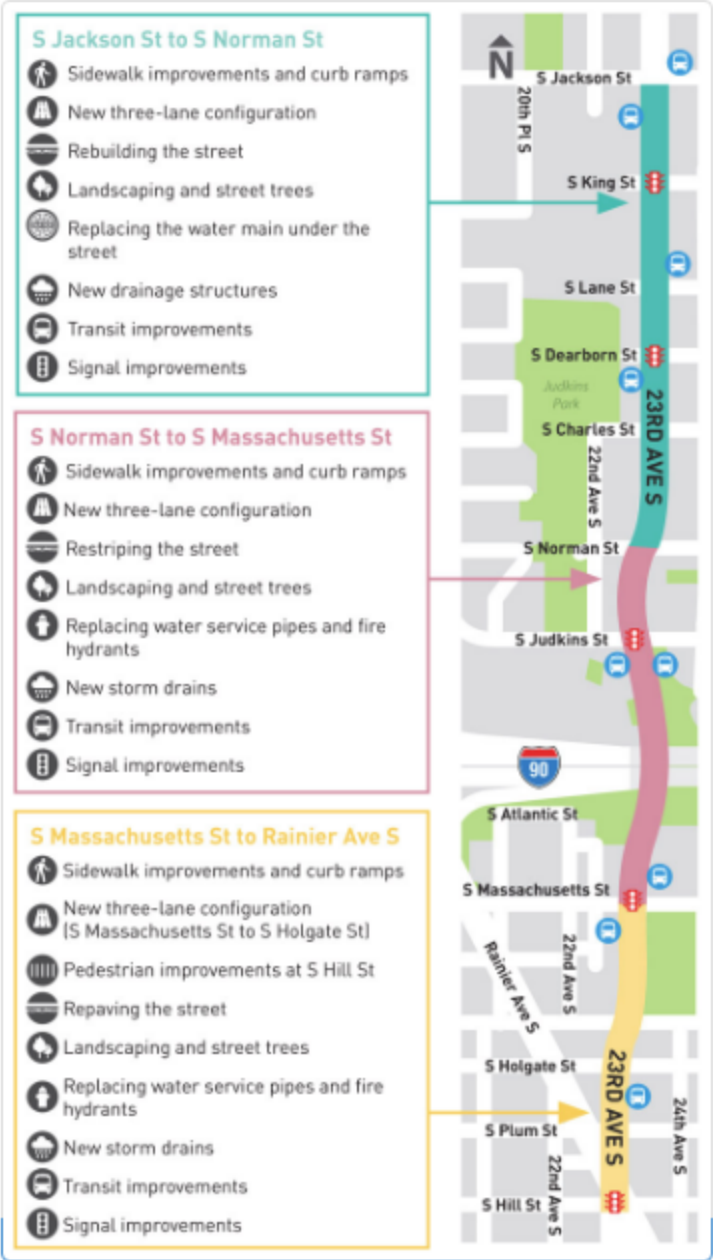 S Jackson St to S Norman St
Sidewalk improvements and curb ramps
New three-lane configuration
Rebuilding the street
Landscaping and street trees
Replacing the water main under the
street
New drainage structures
Transit improvements
Signal improvements
S Norman St to S Massachusetts St
Sidewalk improvements and curb ramps
New three-lane configuration
Restriping the street
Landscaping and street trees
Replacing water service pipes and fire
hydrants
New storm drains
Transit improvements
Signal improvements
S Massachusetts St to Rainier Ave S
Sidewalk improvements and curb ramps
New three-lane configuration
(S Massachusetts St to S Holgate St)
Pedestrian improvements at S Hill St
Repaving the street
Landscaping and street trees
Replacing water service pipes and fire
hydrants
New storm drains
Transit improvements
Signal improvements
N
S Jackson St
20th Pl S
S King St
S Lane St
S Dearborn St
Judkins
Park
23RD AVE S
S Charles St
22nd Ave S
S Norman St
S Judkins St
90
S Atlantic St
S Massachusetts St
Rainier Ave S
22nd Ave S
S Holgate St
23RD AVE S
24th Ave S
S Plum St
22nd Ave S
S Hill St